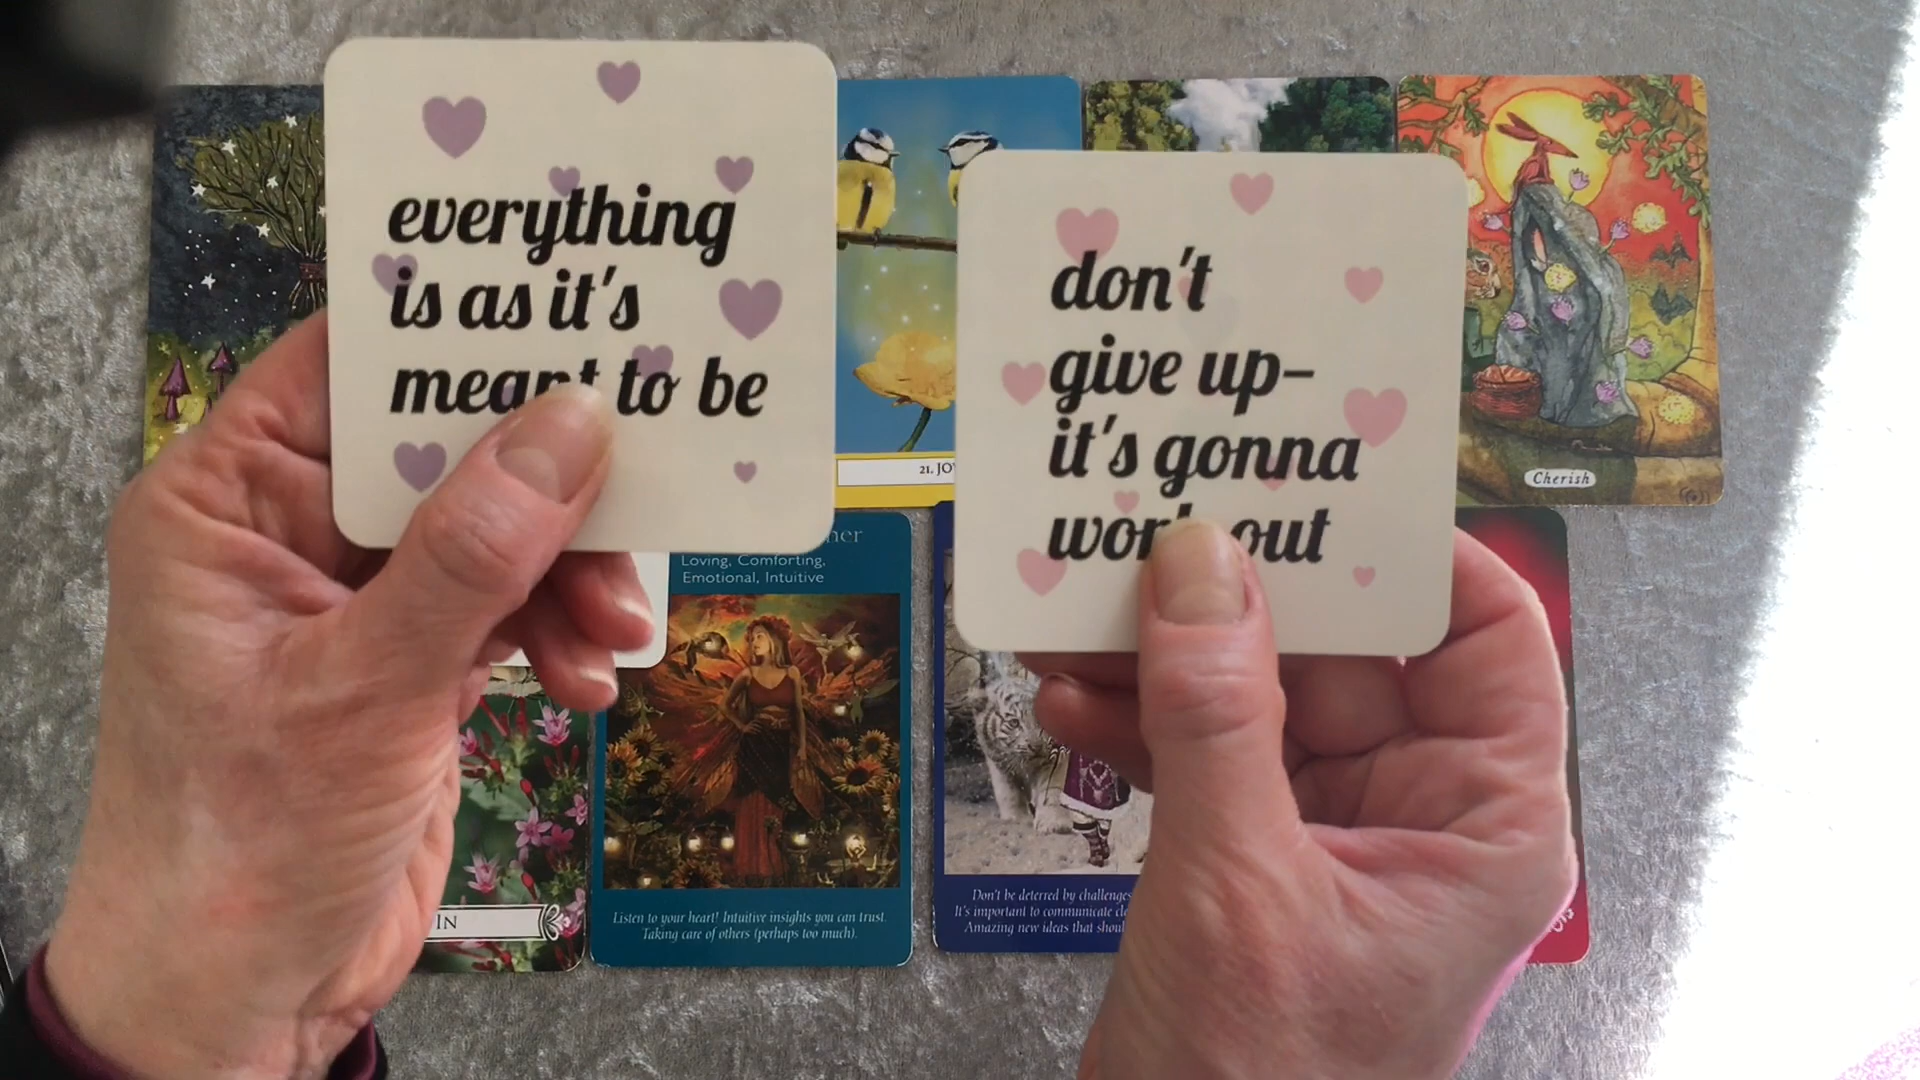 everything
is as it's
meant to be
don't
give up-
it's gonna
work out
21. JOY
Cherish
Loving, Comforting,
Emotional, Intuitive
Listen to your heart! Intuitive insights you can trust.
Taking care of others (perhaps too much).
Don't be deterred by challenges
It's important to communicate
Amazing new ideas that
IN